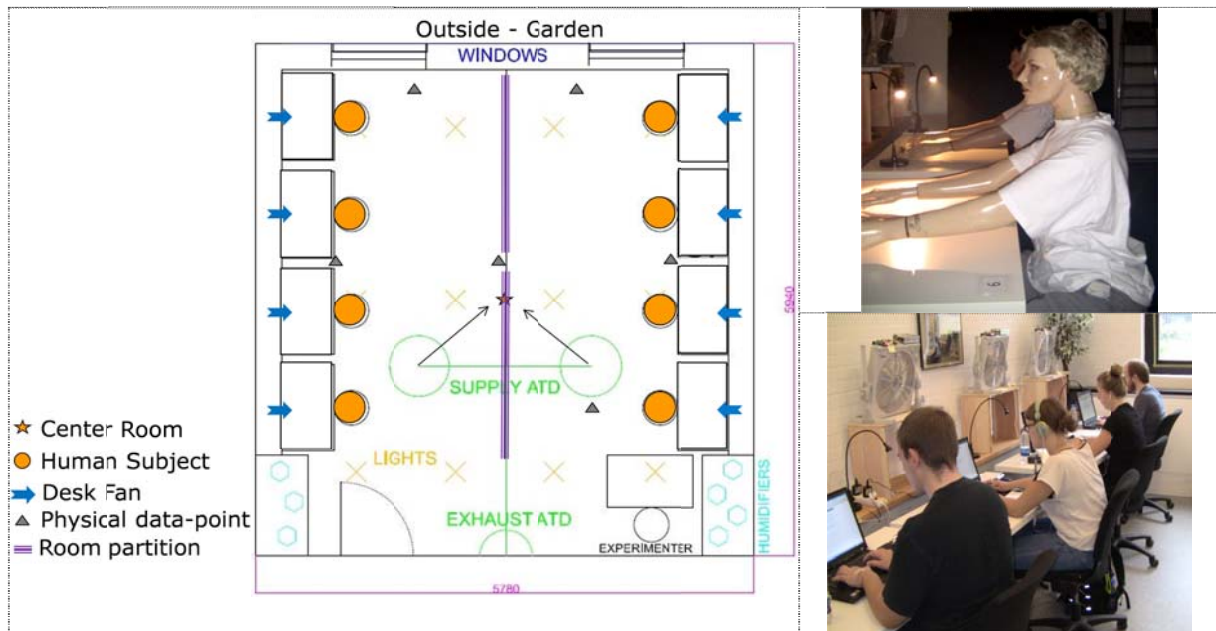 Outside - Garden
WINDOWS
SUPPLY ATD
LIGHTS
EXHAUST ATD
EXPERIMENTER
HUMIDIFIERS
5940
5780
Center Room
Human Subject
Desk Fan
Physical data-point
Room partition
6